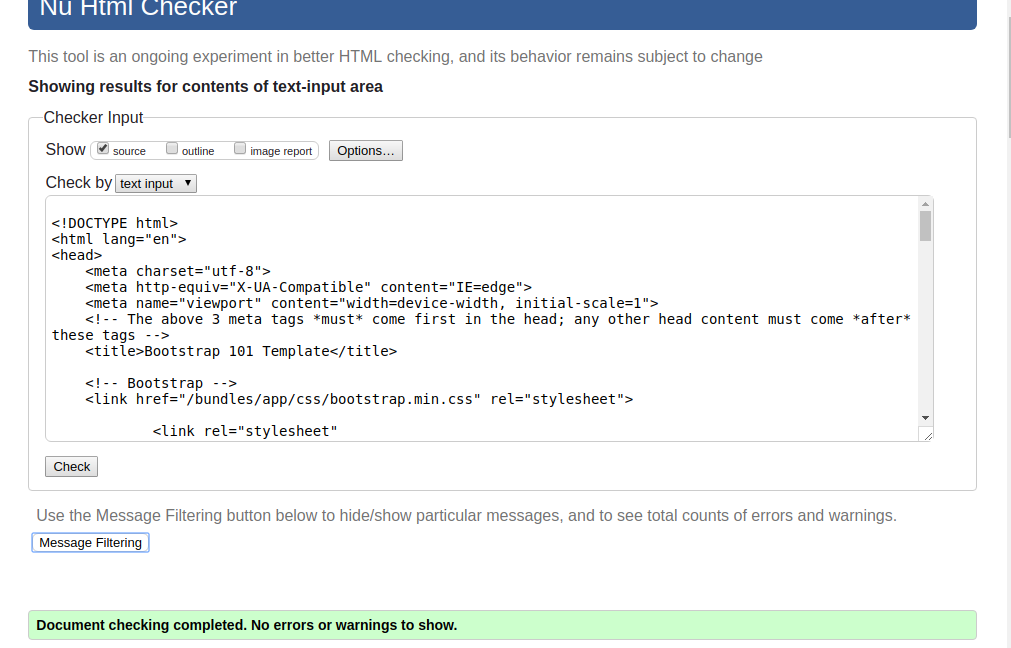 Nu Html Checker
This tool is an ongoing experiment in better HTML checking, and its behavior remains subject to change
Showing results for contents of text-input area
Checker Input
Show source outline image report Options...
Check by text input
<!DOCTYPE html>
<html lang="en">
<head>
    <meta charset="utf-8">
    <meta http-equiv="X-UA-Compatible" content="IE=edge">
    <meta name="viewport" content="width=device-width, initial-scale=1">
    <!-- The above 3 meta tags *must* come first in the head; any other head content must come *after*
these tags -->
    <title>Bootstrap 101 Template</title>
    <!-- Bootstrap -->
    <link href="/bundles/app/css/bootstrap.min.css" rel="stylesheet">
            <link rel="stylesheet"
Check
Use the Message Filtering button below to hide/show particular messages, and to see total counts of errors and warnings.
Message Filtering
Document checking completed. No errors or warnings to show.